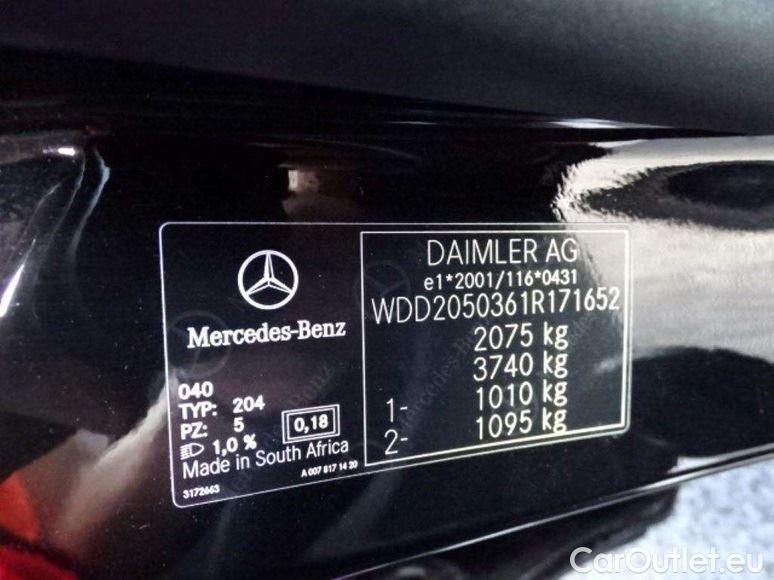 Mercedes-Benz
040
TYP: 204
PZ: 5
0,18
1,0 %
Made in South Africa
3172663
A 007 817 14 20
DAIMLER AG
e1*2001/116*0431
WDD2050361R171652
2075 kg
3740 kg
1- 1010 kg
2- 1095 kg
CarOutlet.eu